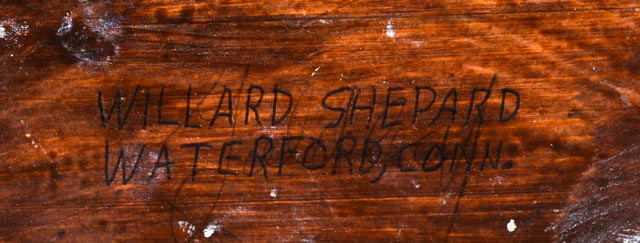 WILLARD SHEPARD
WATERFORD, CONN.